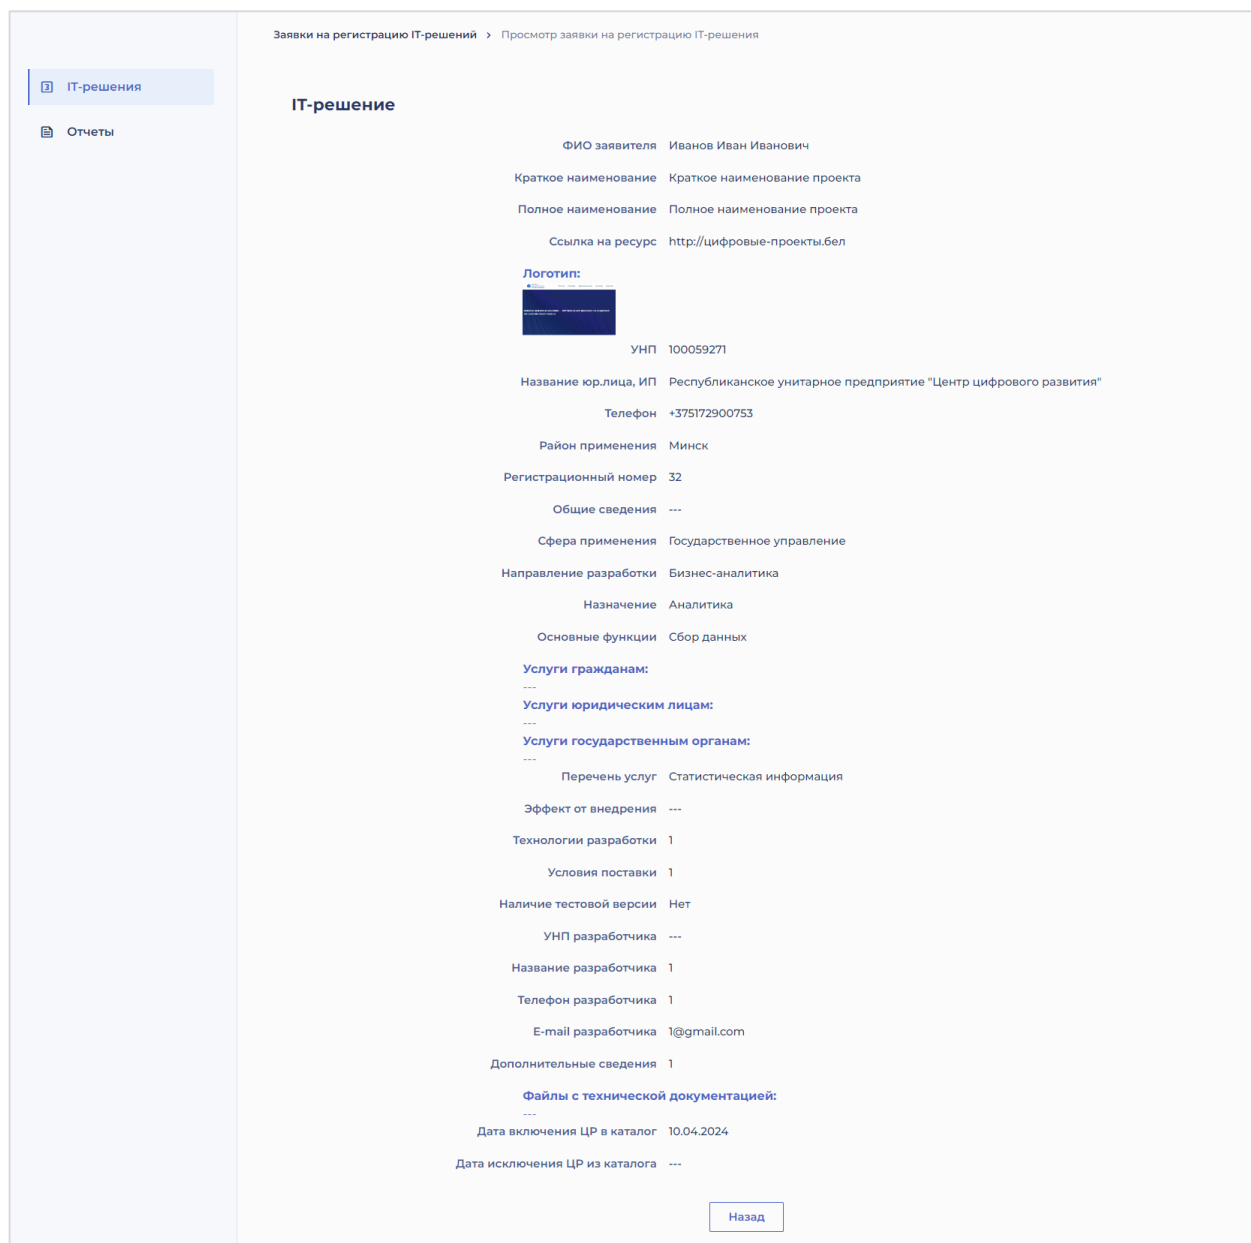 Заявки на регистрацию IT-решений > Просмотр заявки на регистрацию IT-решения
IT-решения
Отчеты
IT-решение
ФИО заявителя Иванов Иван Иванович
Краткое наименование Краткое наименование проекта
Полное наименование Полное наименование проекта
Ссылка на ресурс http://цифровые-проекты.бел
Логотип:
УНП 100059271
Название юр.лица, ИП Республиканское унитарное предприятие "Центр цифрового развития"
Телефон +375172900753
Район применения Минск
Регистрационный номер 32
Общие сведения ---
Сфера применения Государственное управление
Направление разработки Бизнес-аналитика
Назначение Аналитика
Основные функции Сбор данных
Услуги гражданам:
---
Услуги юридическим лицам:
---
Услуги государственным органам:
---
Перечень услуг Статистическая информация
Эффект от внедрения ---
Технологии разработки 1
Условия поставки 1
Наличие тестовой версии Нет
УНП разработчика ---
Название разработчика 1
Телефон разработчика 1
E-mail разработчика 1@gmail.com
Дополнительные сведения 1
Файлы с технической документацией:
---
Дата включения ЦР в каталог 10.04.2024
Дата исключения ЦР из каталога ---
Назад